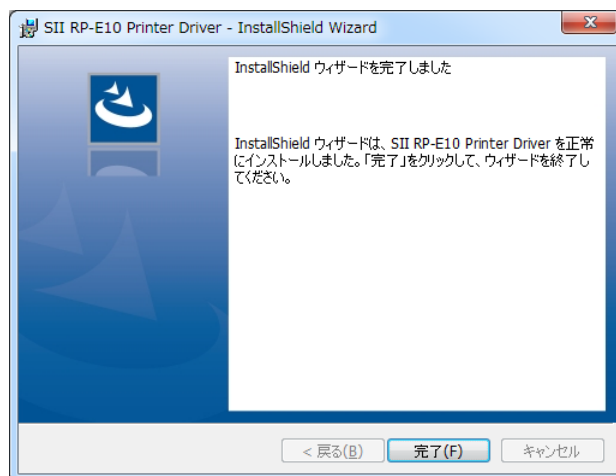 SII RP-E10 Printer Driver - InstallShield Wizard
InstallShield ウィザードを完了しました
InstallShield ウィザードは、SII RP-E10 Printer Driver を正常
にインストールしました。「完了」をクリックして、ウィザードを終了し
てください。
< 戻る(B)
完了(F)
キャンセル